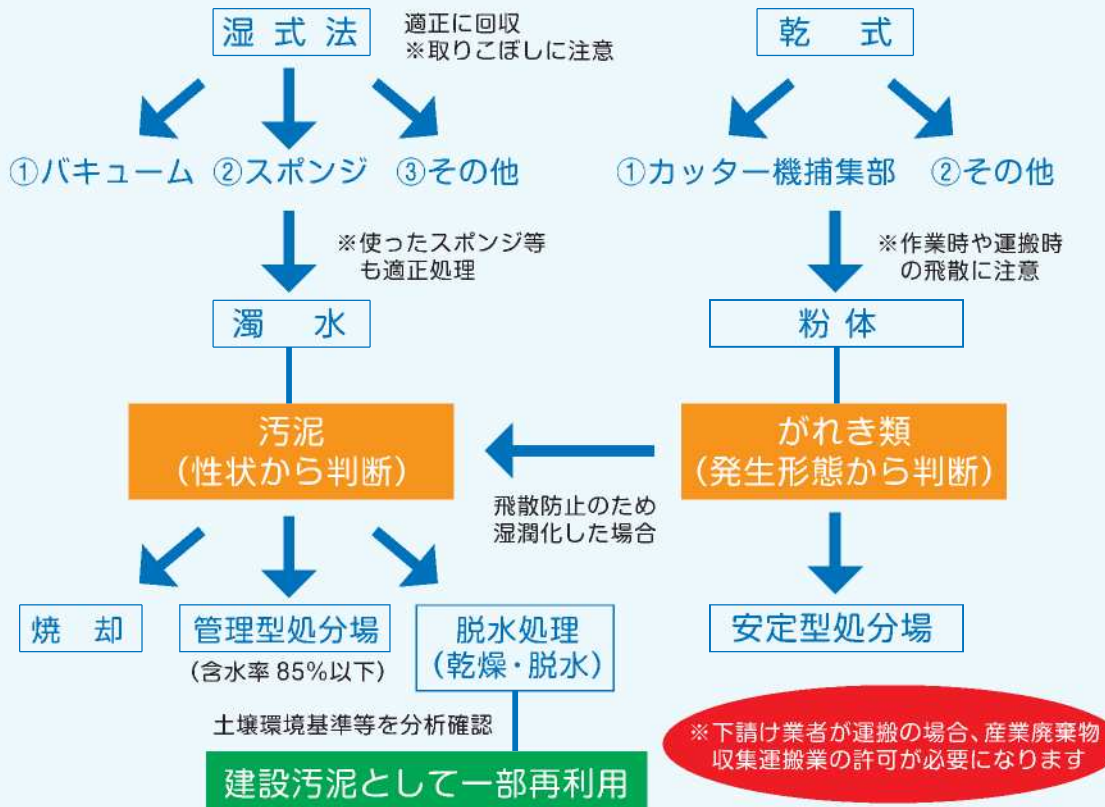 湿式法
適正に回収
※取りこぼしに注意
乾 式
①バキューム ②スポンジ ③その他
①カッター機捕集部 ②その他
※使ったスポンジ等
も適正処理
※作業時や運搬時
の飛散に注意
濁 水
粉体
汚泥
(性状から判断)
がれき類
(発生形態から判断)
飛散防止のため
湿潤化した場合
焼 却
管理型処分場
(含水率85%以下)
脱水処理
(乾燥・脱水)
安定型処分場
土壌環境基準等を分析確認
建設汚泥として一部再利用
※下請け業者が運搬の場合、産業廃棄物
収集運搬業の許可が必要になります